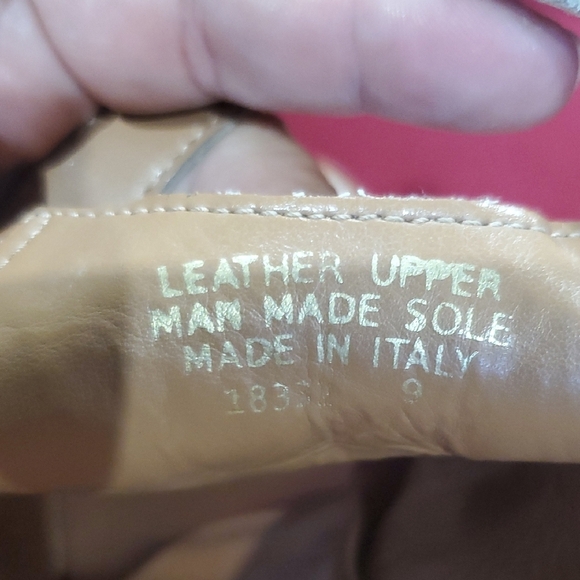 LEATHER UPPER
MAN MADE SOLE
MADE IN ITALY
9